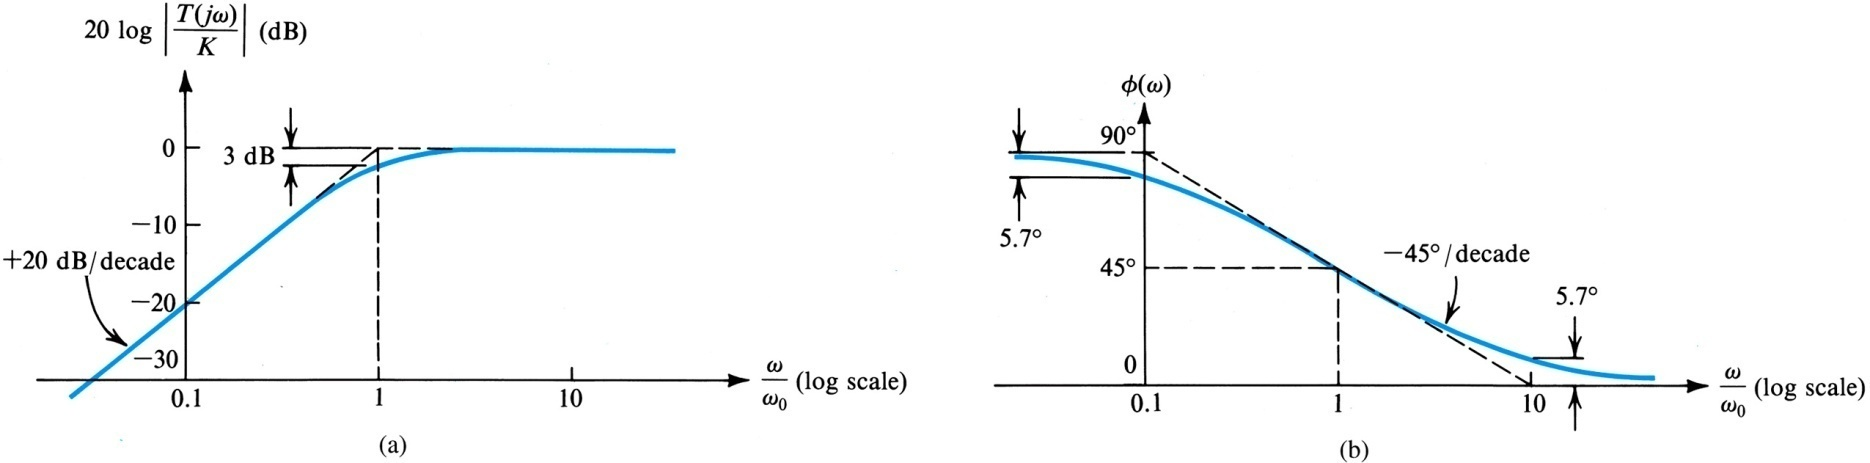 20 log |T(jω)/K| (dB)
0
3 dB
−10
+20 dB/decade
−20
−30
0.1
1
10
ω/ω₀ (log scale)
(a)
ϕ(ω)
90°
5.7°
45°
−45°/decade
5.7°
0
0.1
1
10
ω/ω₀ (log scale)
(b)